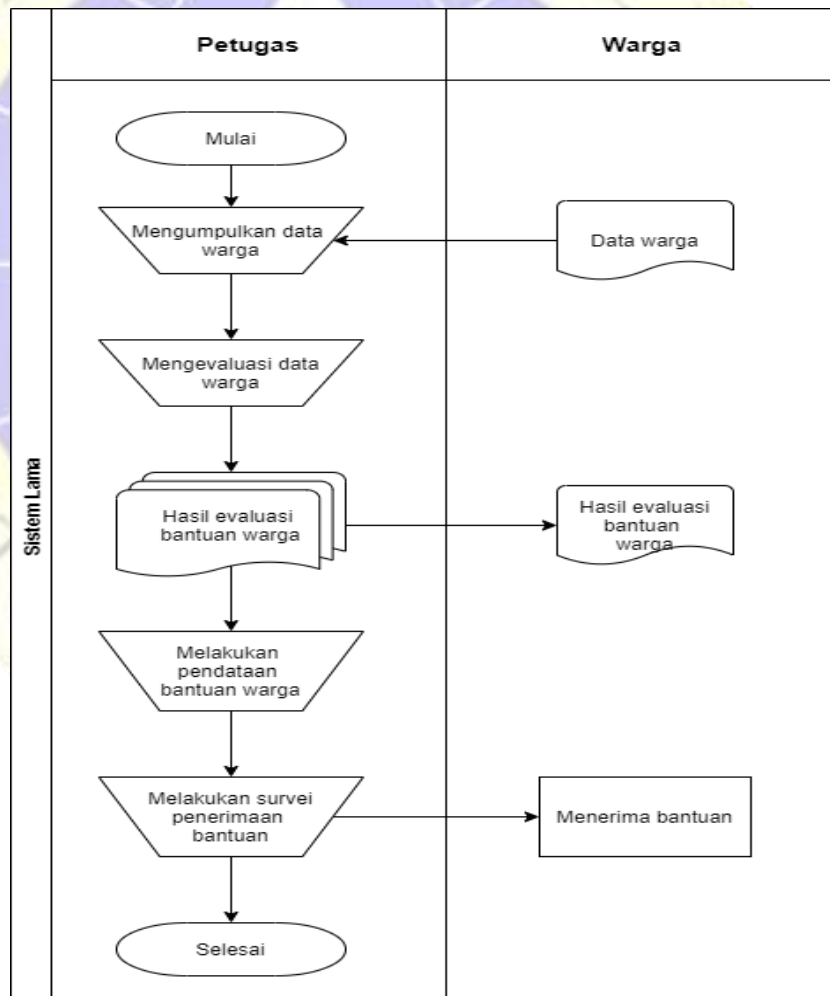 Petugas
Warga
Sistem Lama
Mulai
Mengumpulkan data
warga
Data warga
Mengevaluasi data
warga
Hasil evaluasi
bantuan warga
Hasil evaluasi
bantuan
warga
Melakukan
pendataan
bantuan warga
Melakukan survei
penerimaan
bantuan
Menerima bantuan
Selesai